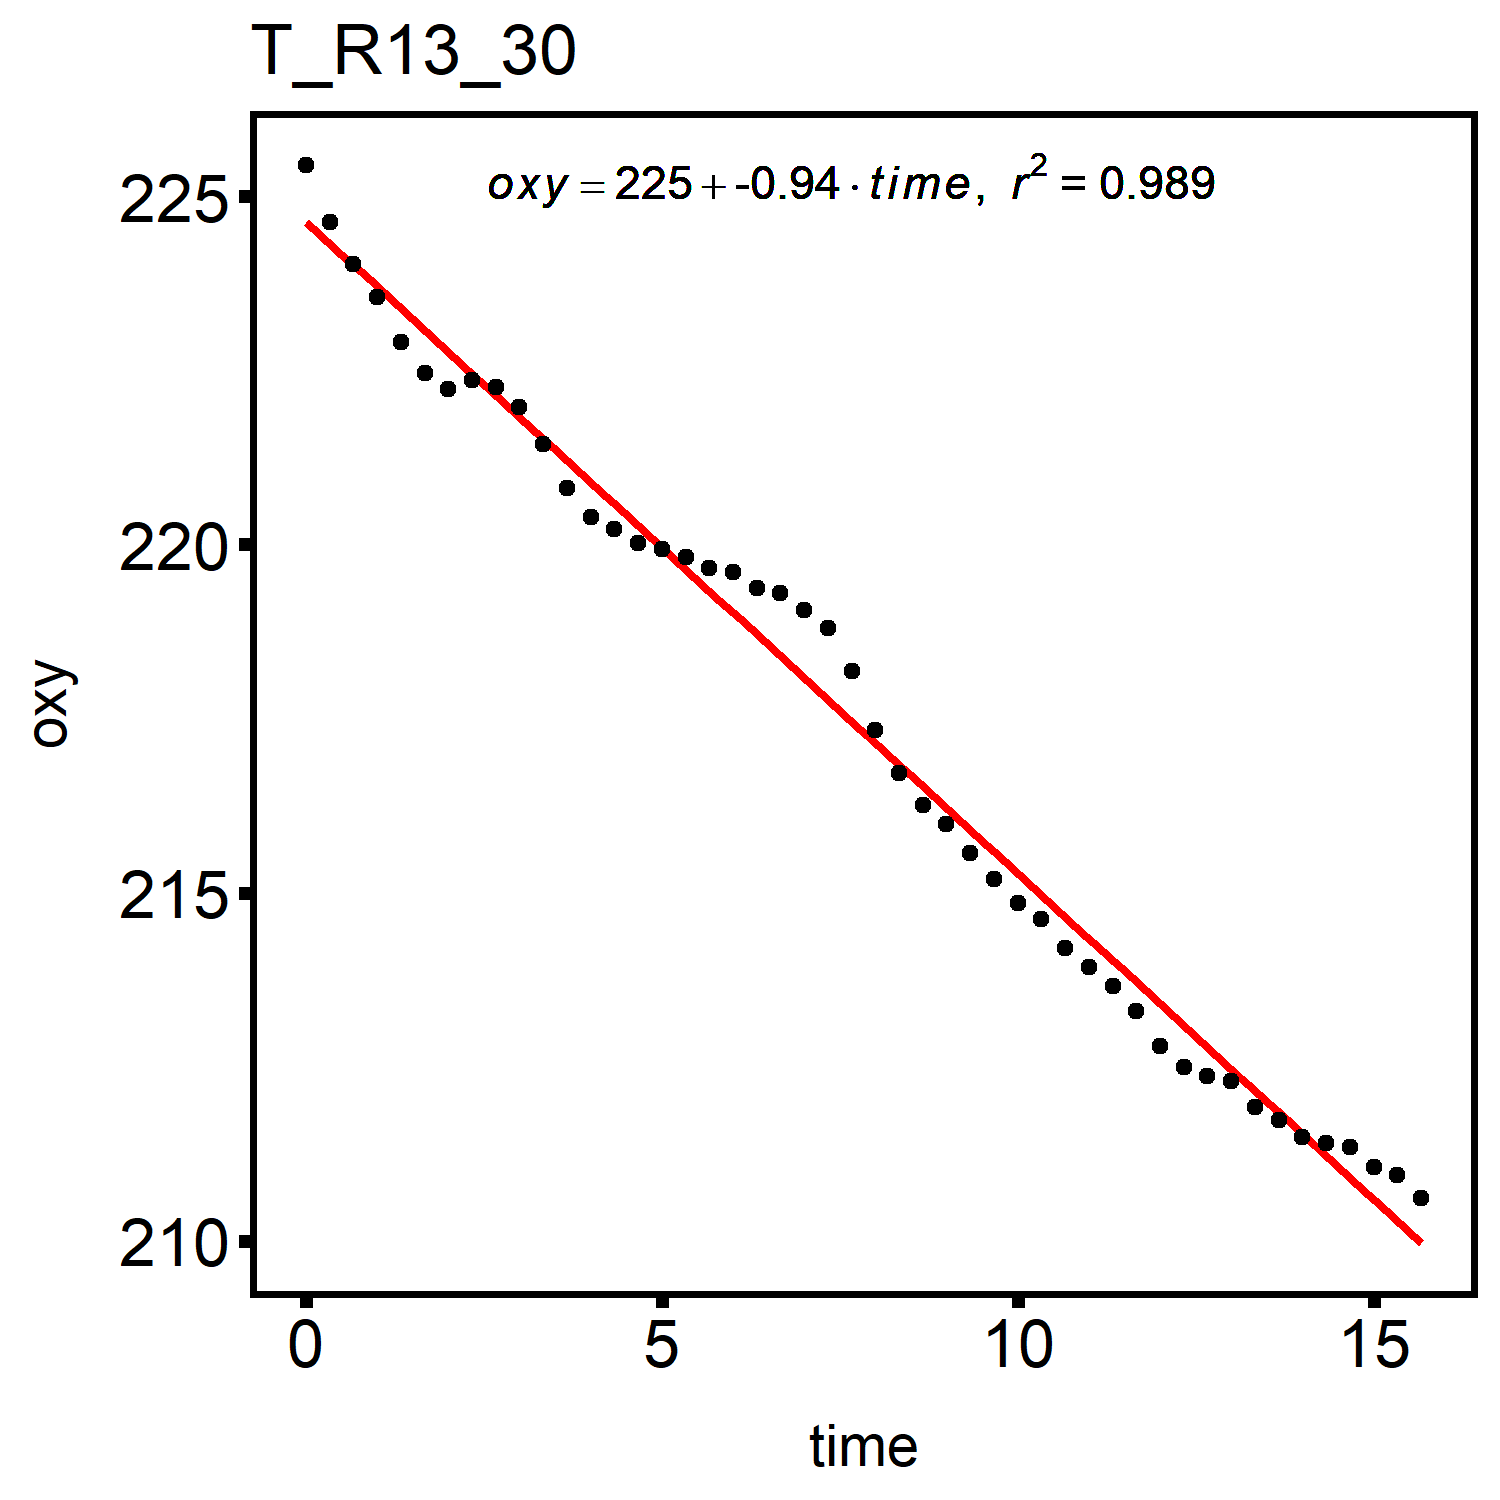 T_R13_30
oxy = 225 + -0.94 · time, r² = 0.989
225
220
215
210
oxy
0 5 10 15
time